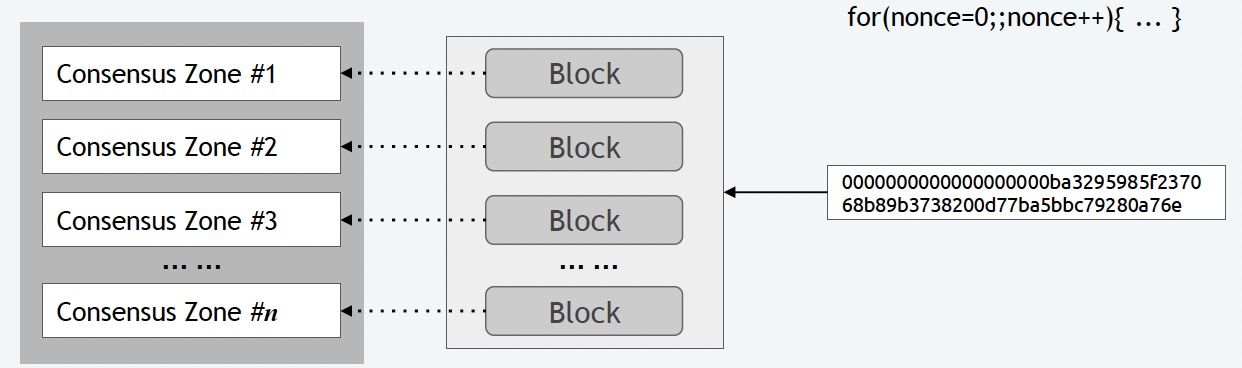 for(nonce=0;;nonce++){ ... }
Consensus Zone #1
Block
Consensus Zone #2
Block
0000000000000000000ba3295985f2370
68b89b3738200d77ba5bbc79280a76e
Consensus Zone #3
Block
... ...
... ...
Consensus Zone #n
Block